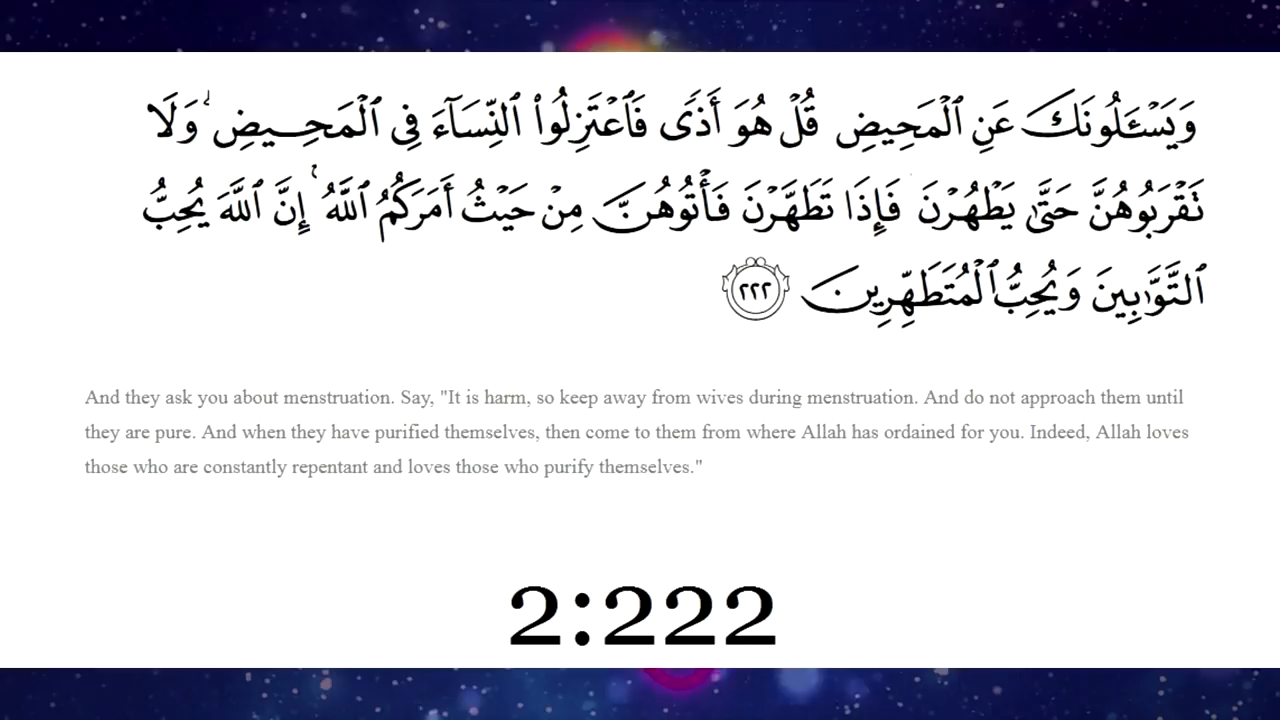 وَيَسْـَٔلُونَكَ عَنِ ٱلْمَحِيضِ قُلْ هُوَ أَذًى فَٱعْتَزِلُوا۟ ٱلنِّسَآءَ فِى ٱلْمَحِيضِ ۖ وَلَا
تَقْرَبُوهُنَّ حَتَّىٰ يَطْهُرْنَ فَإِذَا تَطَهَّرْنَ فَأْتُوهُنَّ مِنْ حَيْثُ أَمَرَكُمُ ٱللَّهُ ۚ إِنَّ ٱللَّهَ يُحِبُّ
ٱلتَّوَّٰبِينَ وَيُحِبُّ ٱلْمُتَطَهِّرِينَ ٢٢٢
And they ask you about menstruation. Say, "It is harm, so keep away from wives during menstruation. And do not approach them until
they are pure. And when they have purified themselves, then come to them from where Allah has ordained for you. Indeed, Allah loves
those who are constantly repentant and loves those who purify themselves."
2:222